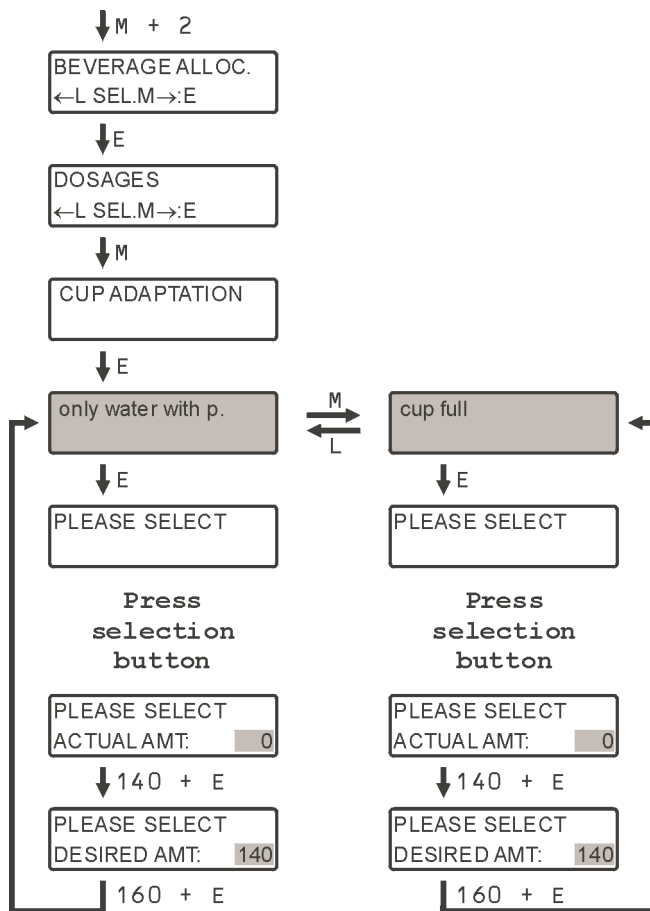 M + 2
BEVERAGE ALLOC.
←L SEL.M→:E
E
DOSAGES
←L SEL.M→:E
M
CUP ADAPTATION
E
only water with p.
M
L
cup full
E
E
PLEASE SELECT
PLEASE SELECT
Press
selection
button
Press
selection
button
PLEASE SELECT
ACTUAL AMT: 0
PLEASE SELECT
ACTUAL AMT: 0
140 + E
140 + E
PLEASE SELECT
DESIRED AMT: 140
PLEASE SELECT
DESIRED AMT: 140
160 + E
160 + E